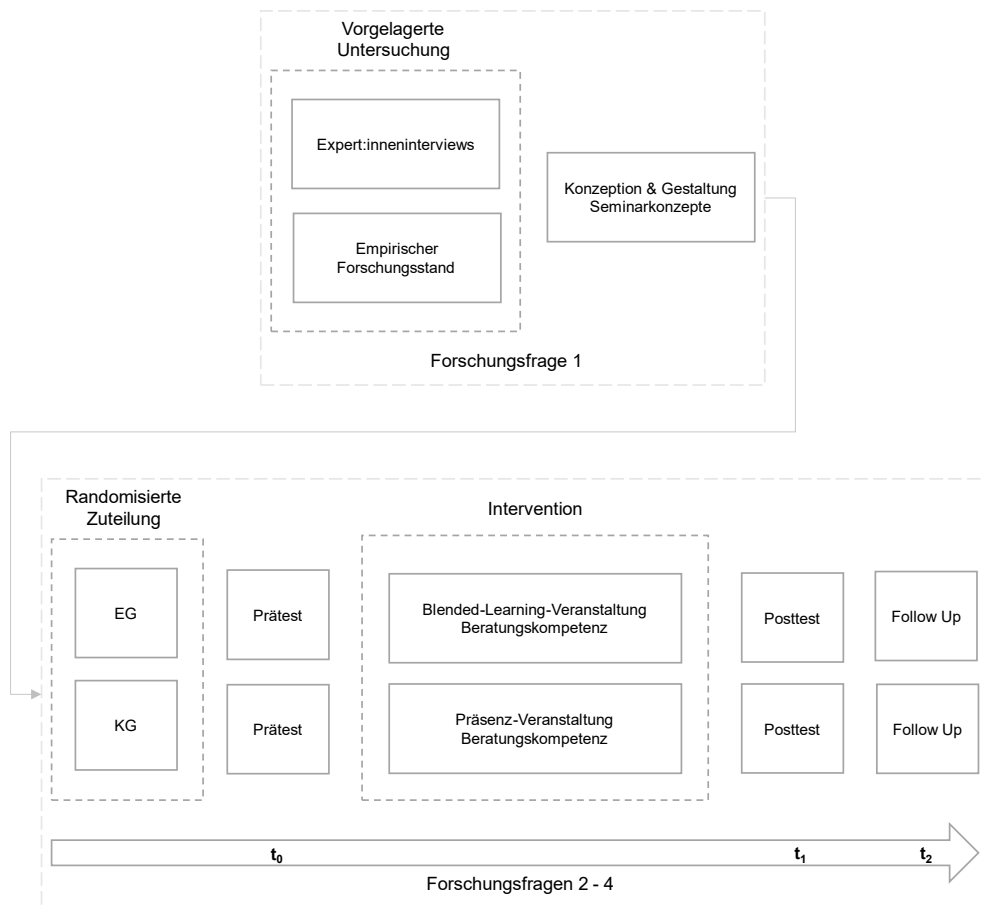 Vorgelagerte
Untersuchung
Expert:inneninterviews
Konzeption & Gestaltung
Seminarkonzepte
Empirischer
Forschungsstand
Forschungsfrage 1
Randomisierte
Zuteilung
Intervention
EG
Prätest
Blended-Learning-Veranstaltung
Beratungskompetenz
Posttest
Follow Up
KG
Prätest
Präsenz-Veranstaltung
Beratungskompetenz
Posttest
Follow Up
t₀ t₁ t₂
Forschungsfragen 2 - 4